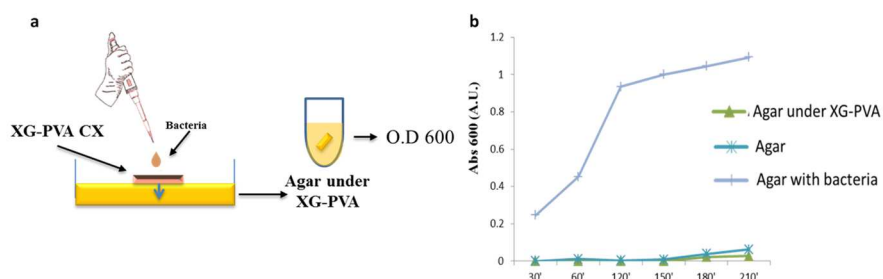 a
XG-PVA CX
Bacteria
Agar under
XG-PVA
O.D 600
b
Abs 600 (A.U.)
1.2
1
0.8
0.6
0.4
0.2
0
30'
60'
120'
150'
180'
210'
Agar under XG-PVA
Agar
Agar with bacteria